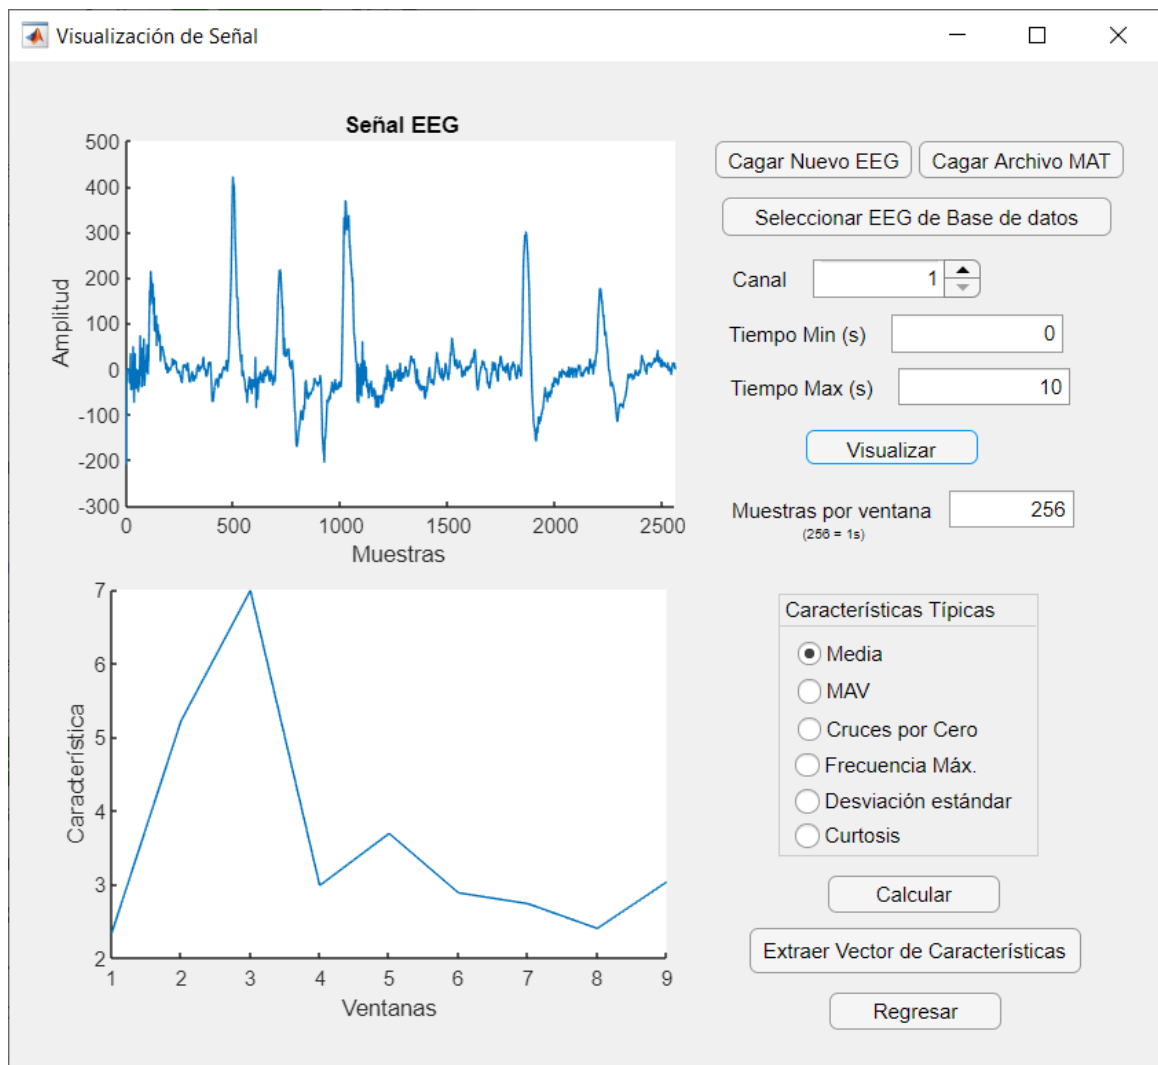 Visualización de Señal
Señal EEG
500
400
300
200
100
0
-100
-200
-300
Amplitud
0 500 1000 1500 2000 2500
Muestras
Cagar Nuevo EEG Cagar Archivo MAT
Seleccionar EEG de Base de datos
Canal 1
Tiempo Min (s) 0
Tiempo Max (s) 10
Visualizar
Muestras por ventana 256
(256 = 1s)
7
6
5
4
3
2
Característica
1 2 3 4 5 6 7 8 9
Ventanas
Características Típicas
Media
MAV
Cruces por Cero
Frecuencia Máx.
Desviación estándar
Curtosis
Calcular
Extraer Vector de Características
Regresar